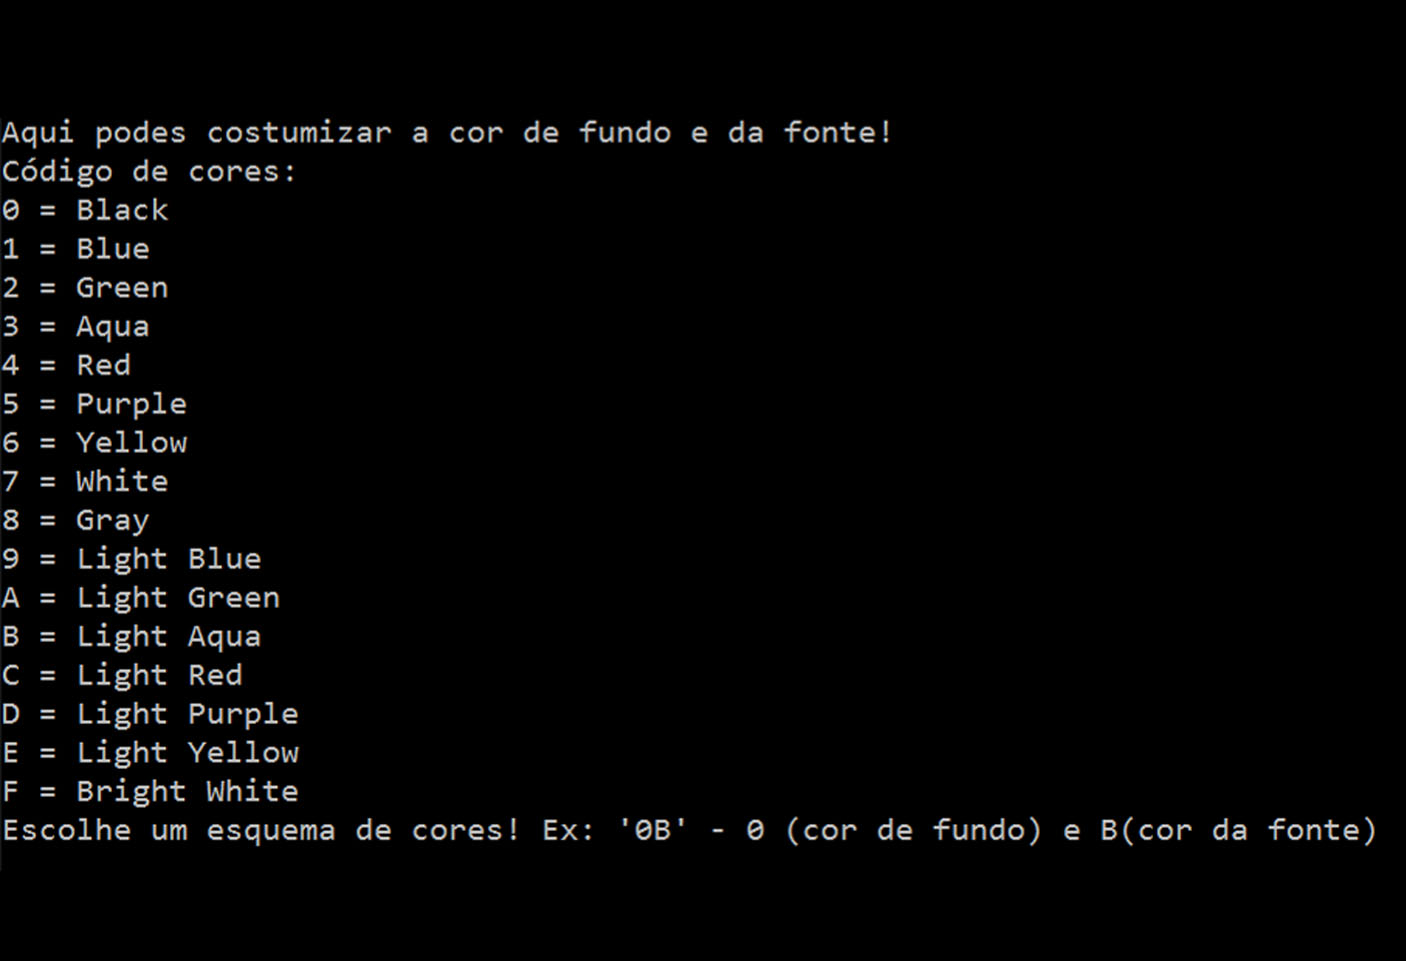 Aqui podes costumizar a cor de fundo e da fonte!
Código de cores:
0 = Black
1 = Blue
2 = Green
3 = Aqua
4 = Red
5 = Purple
6 = Yellow
7 = White
8 = Gray
9 = Light Blue
A = Light Green
B = Light Aqua
C = Light Red
D = Light Purple
E = Light Yellow
F = Bright White
Escolhe um esquema de cores! Ex: '0B' - 0 (cor de fundo) e B(cor da fonte)